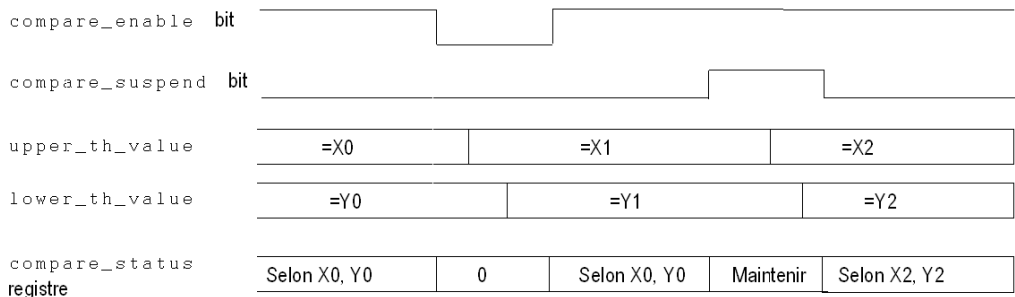 compare_enable bit
compare_suspend bit
upper_th_value =X0 =X1 =X2
lower_th_value =Y0 =Y1 =Y2
compare_status
registre
Selon X0, Y0 0 Selon X0, Y0 Maintenir Selon X2, Y2